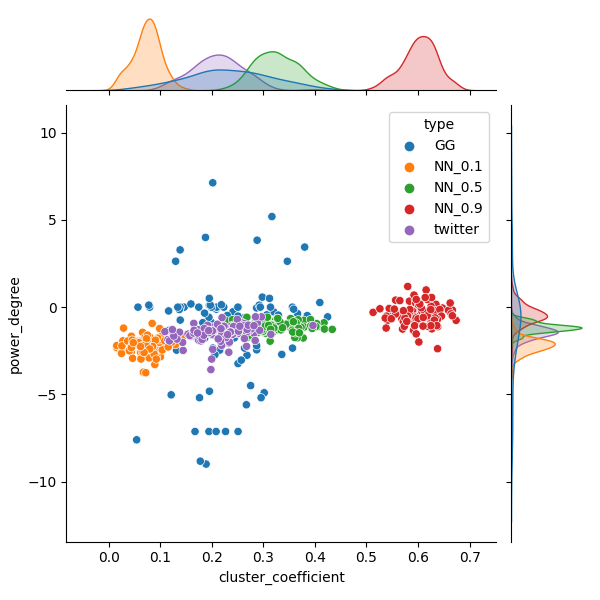 type
GG
NN_0.1
NN_0.5
NN_0.9
twitter
10
5
0
−5
−10
power_degree
0.0 0.1 0.2 0.3 0.4 0.5 0.6 0.7
cluster_coefficient